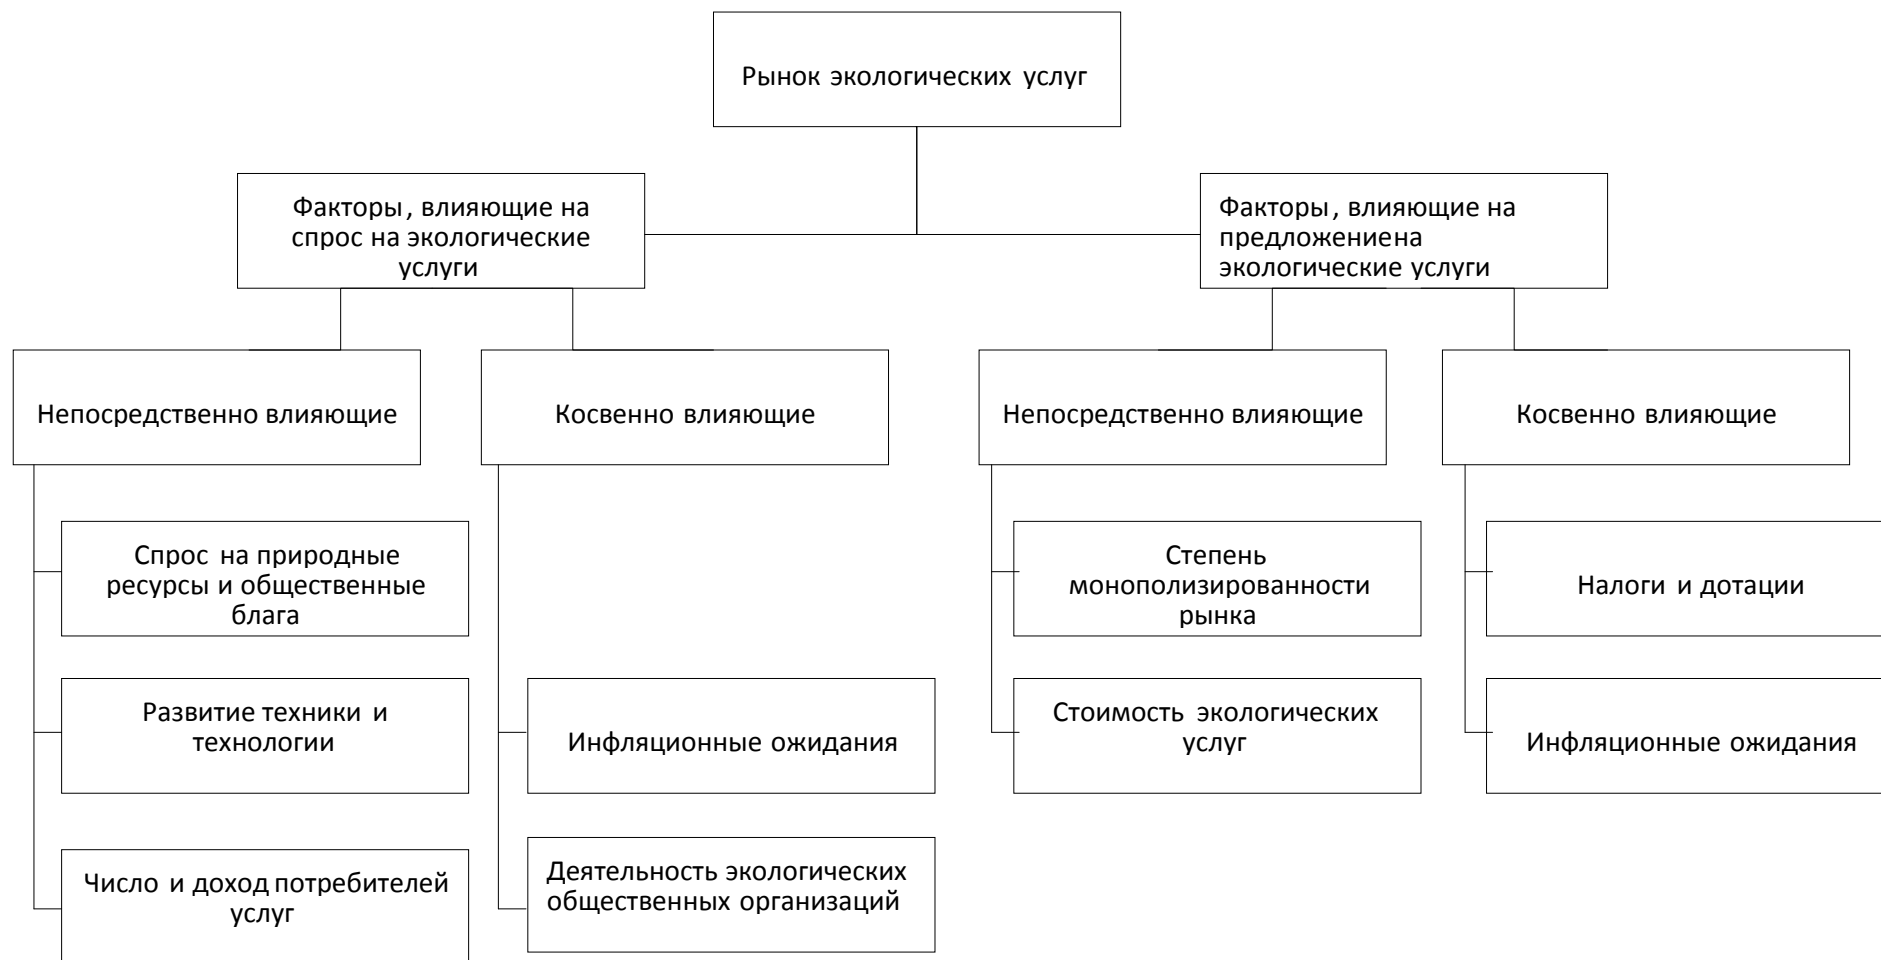 Рынок экологических услуг
Факторы, влияющие на
спрос на экологические
услуги
Факторы, влияющие на
предложениена
экологические услуги
Непосредственно влияющие
Косвенно влияющие
Непосредственно влияющие
Косвенно влияющие
Спрос на природные
ресурсы и общественные
блага
Развитие техники и
технологии
Число и доход потребителей
услуг
Инфляционные ожидания
Деятельность экологических
общественных организаций
Степень
монополизированности
рынка
Стоимость экологических
услуг
Налоги и дотации
Инфляционные ожидания